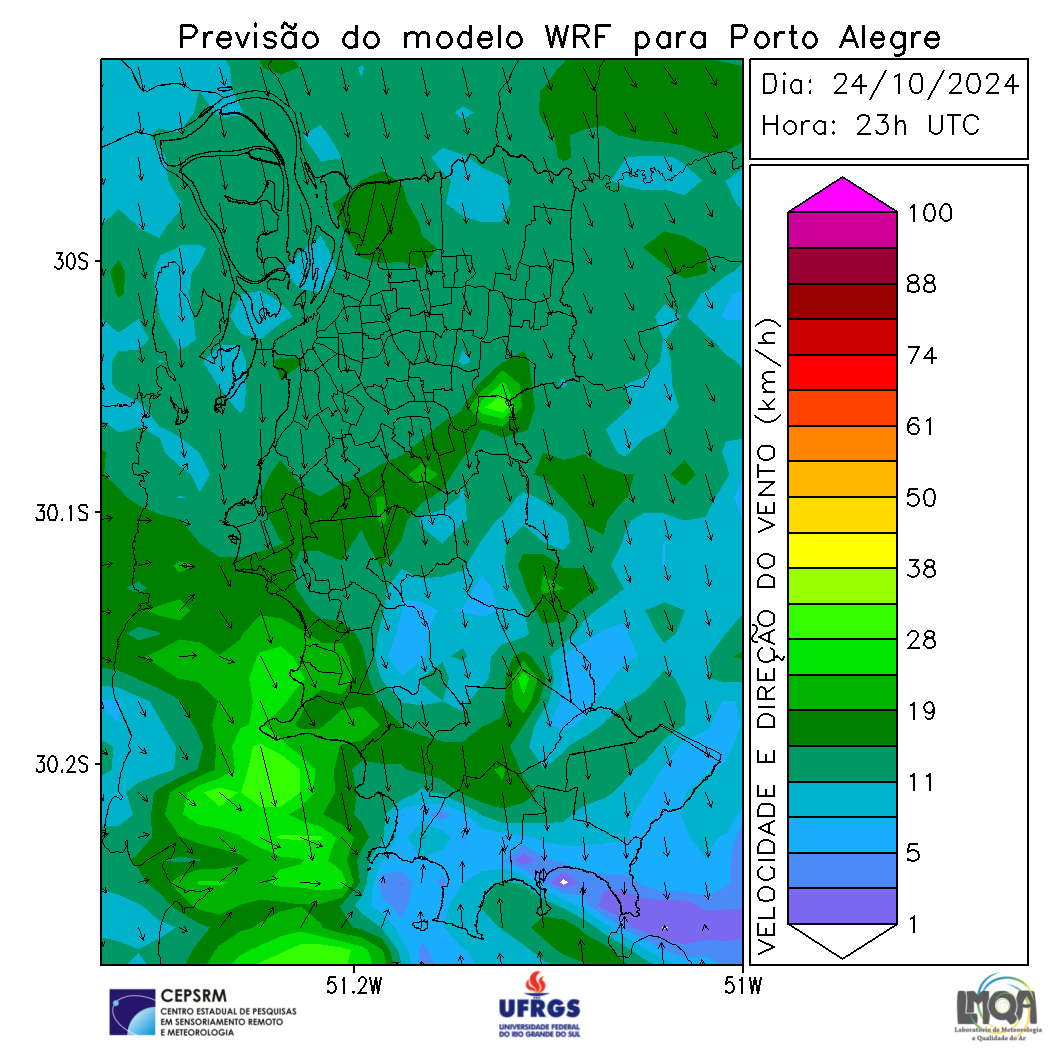 Previsão do modelo WRF para Porto Alegre
Dia: 24/10/2024
Hora: 23h UTC
30S
30.1S
30.2S
51.2W
51W
VELOCIDADE E DIREÇÃO DO VENTO (km/h)
100
88
74
61
50
38
28
19
11
5
1
CEPSRM
CENTRO ESTADUAL DE PESQUISAS
EM SENSORIAMENTO REMOTO
E METEOROLOGIA
UFRGS
UNIVERSIDADE FEDERAL
DO RIO GRANDE DO SUL
LMQA
Laboratório de Meteorologia
e Qualidade do Ar